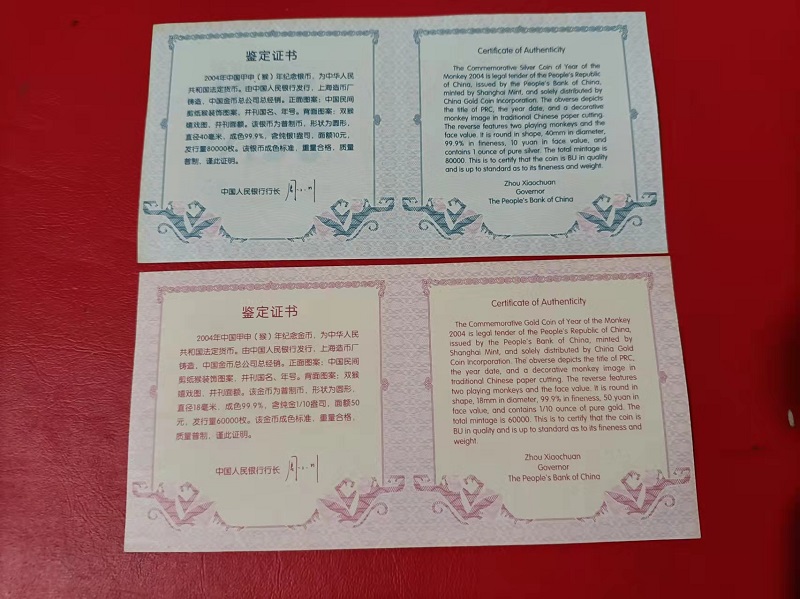 鉴定证书
2004年中国甲申（猴）年纪念银币，为中华人民
共和国法定货币。由中国人民银行发行，上海造币厂
铸造，中国金币总公司总经销。正面图案：中国民间
剪纸猴装饰图案，并刊国名、年号。背面图案：双猴
嬉戏图，并刊面额。该银币为普制币，形状为圆形，
直径40毫米，成色99.9%，含纯银1盎司，面额10元，
发行量80000枚。该银币成色标准，重量合格，质量
普制，谨此证明。
中国人民银行行长
Certificate of Authenticity
The Commemorative Silver Coin of Year of the
Monkey 2004 is legal tender of the People's Republic
of China, issued by the People's Bank of China,
minted by Shanghai Mint, and solely distributed by
China Gold Coin Incorporation. The obverse depicts
the title of PRC, the year date, and a decorative
monkey image in traditional Chinese paper cutting.
The reverse features two playing monkeys and the
face value. It is round in shape, 40mm in diameter,
99.9% in fineness, 10 yuan in face value, and
contains 1 ounce of pure silver. The total mintage is
80000. This is to certify that the coin is BU in quality
and is up to standard as to its fineness and weight.
Zhou Xiaochuan
Governor
The People's Bank of China
鉴定证书
2004年中国甲申（猴）年纪念金币，为中华人民
共和国法定货币。由中国人民银行发行，上海造币厂
铸造，中国金币总公司总经销。正面图案：中国民间
剪纸猴装饰图案，并刊国名、年号。背面图案：双猴
嬉戏图，并刊面额。该金币为普制币，形状为圆形，
直径18毫米，成色99.9%，含纯金1/10盎司，面额50
元，发行量60000枚。该金币成色标准，重量合格，
质量普制，谨此证明。
中国人民银行行长
Certificate of Authenticity
The Commemorative Gold Coin of Year of the Monkey
2004 is legal tender of the People's Republic of China,
issued by the People's Bank of China, minted by
Shanghai Mint, and solely distributed by China Gold
Coin Incorporation. The obverse depicts the title of PRC,
the year date, and a decorative monkey image in
traditional Chinese paper cutting. The reverse features
two playing monkeys and the face value. It is round in
shape, 18mm in diameter, 99.9% in fineness, 50 yuan in
face value, and contains 1/10 ounce of pure gold. The
total mintage is 60000. This is to certify that the coin is
BU in quality and is up to standard as to its fineness and
weight.
Zhou Xiaochuan
Governor
The People's Bank of China